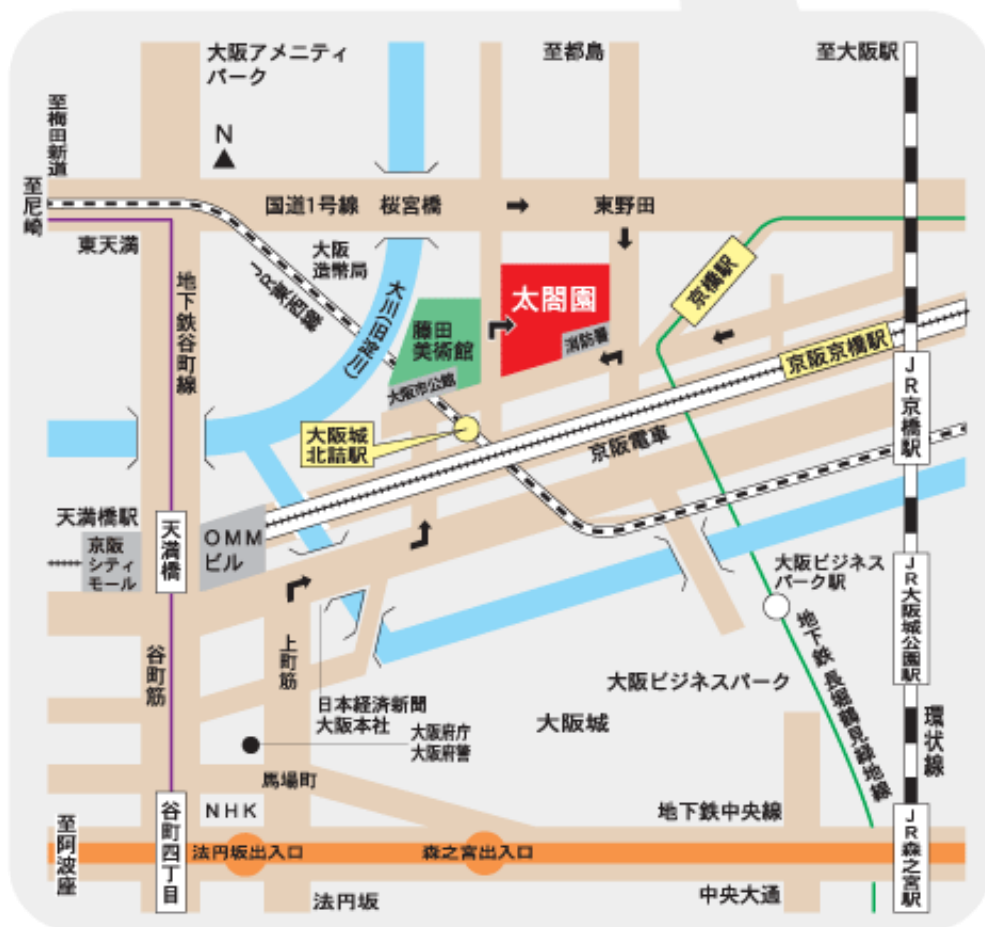 大阪アメニティ
パーク
至都島
至大阪駅
至梅田新道
N
至尼崎
国道1号線
桜宮橋
東野田
東天満
大阪
造幣局
JR東西線
地下鉄谷町線
大川(旧淀川)
藤田
美術館
太閤園
消防署
京橋駅
大阪市公館
京阪京橋駅
JR京橋駅
大阪城
北詰駅
京阪電車
天満橋駅
京阪
シティ
モール
天満橋
OMM
ビル
大阪ビジネス
パーク駅
JR大阪城公園駅
地下鉄 長堀鶴見緑地線
谷町筋
上町筋
大阪ビジネスパーク
日本経済新聞
大阪本社
大阪城
環状線
大阪府庁
大阪府警
馬場町
NHK
地下鉄中央線
至阿波座
谷町四丁目
法円坂出入口
森之宮出入口
JR森之宮駅
法円坂
中央大通